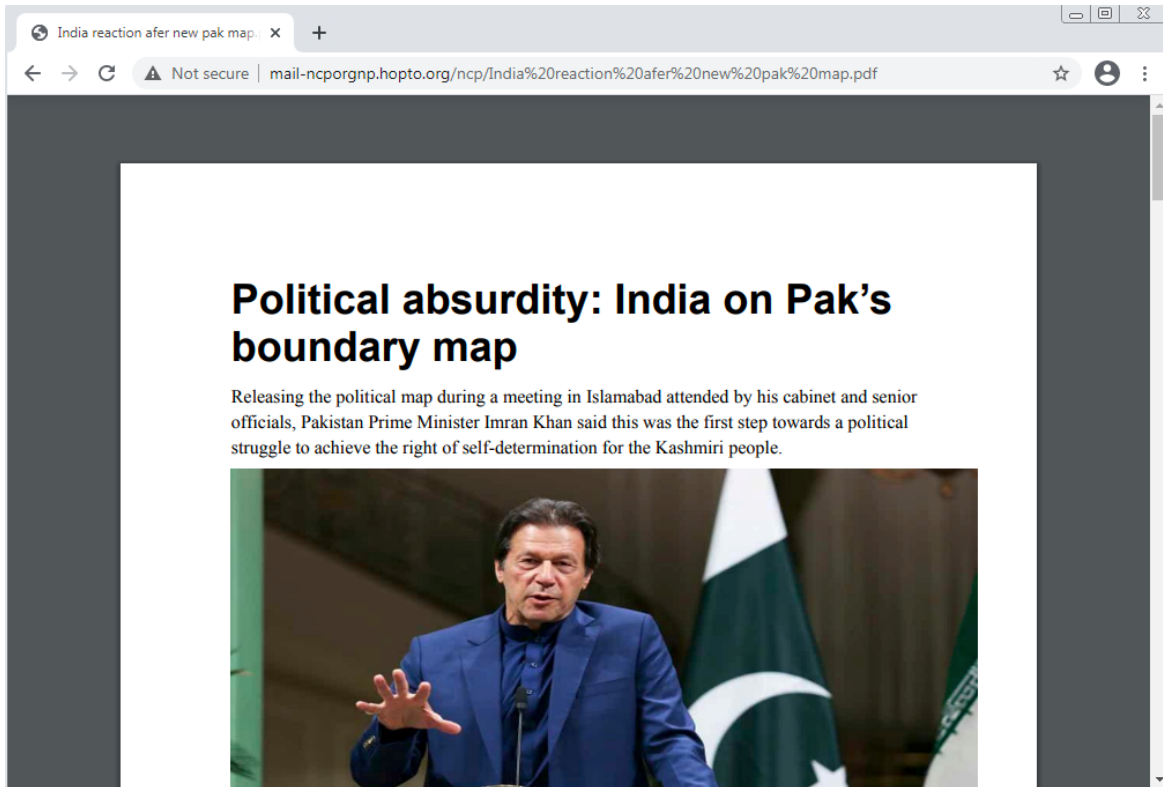 India reaction afer new pak map.p
Not secure | mail-ncporgnp.hopto.org/ncp/India%20reaction%20afer%20new%20pak%20map.pdf
Political absurdity: India on Pak’s
boundary map
Releasing the political map during a meeting in Islamabad attended by his cabinet and senior
officials, Pakistan Prime Minister Imran Khan said this was the first step towards a political
struggle to achieve the right of self-determination for the Kashmiri people.